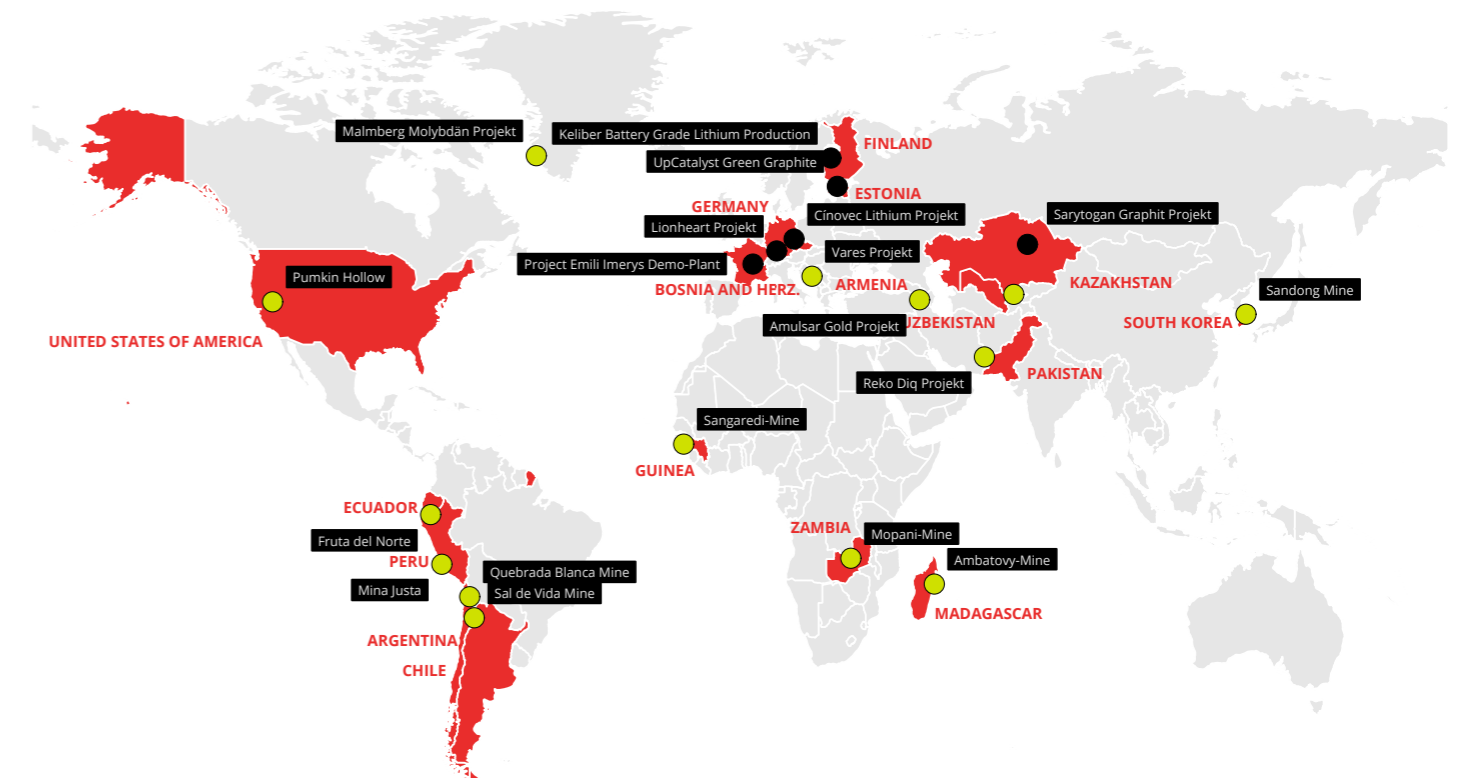 Malmberg Molybdän Projekt
Keliber Battery Grade Lithium Production
FINLAND
UpCatalyst Green Graphite
ESTONIA
GERMANY
Cínovec Lithium Projekt
Sarytogan Graphit Projekt
Lionheart Projekt
Vares Projekt
Project Emili Imerys Demo-Plant
Pumkin Hollow
BOSNIA AND HERZ.
ARMENIA
KAZAKHSTAN
Sandong Mine
Amulsar Gold Projekt
UZBEKISTAN
SOUTH KOREA
UNITED STATES OF AMERICA
PAKISTAN
Reko Diq Projekt
Sangaredi-Mine
GUINEA
ECUADOR
ZAMBIA
Mopani-Mine
Fruta del Norte
PERU
Ambatovy-Mine
Quebrada Blanca Mine
Mina Justa
Sal de Vida Mine
MADAGASCAR
ARGENTINA
CHILE